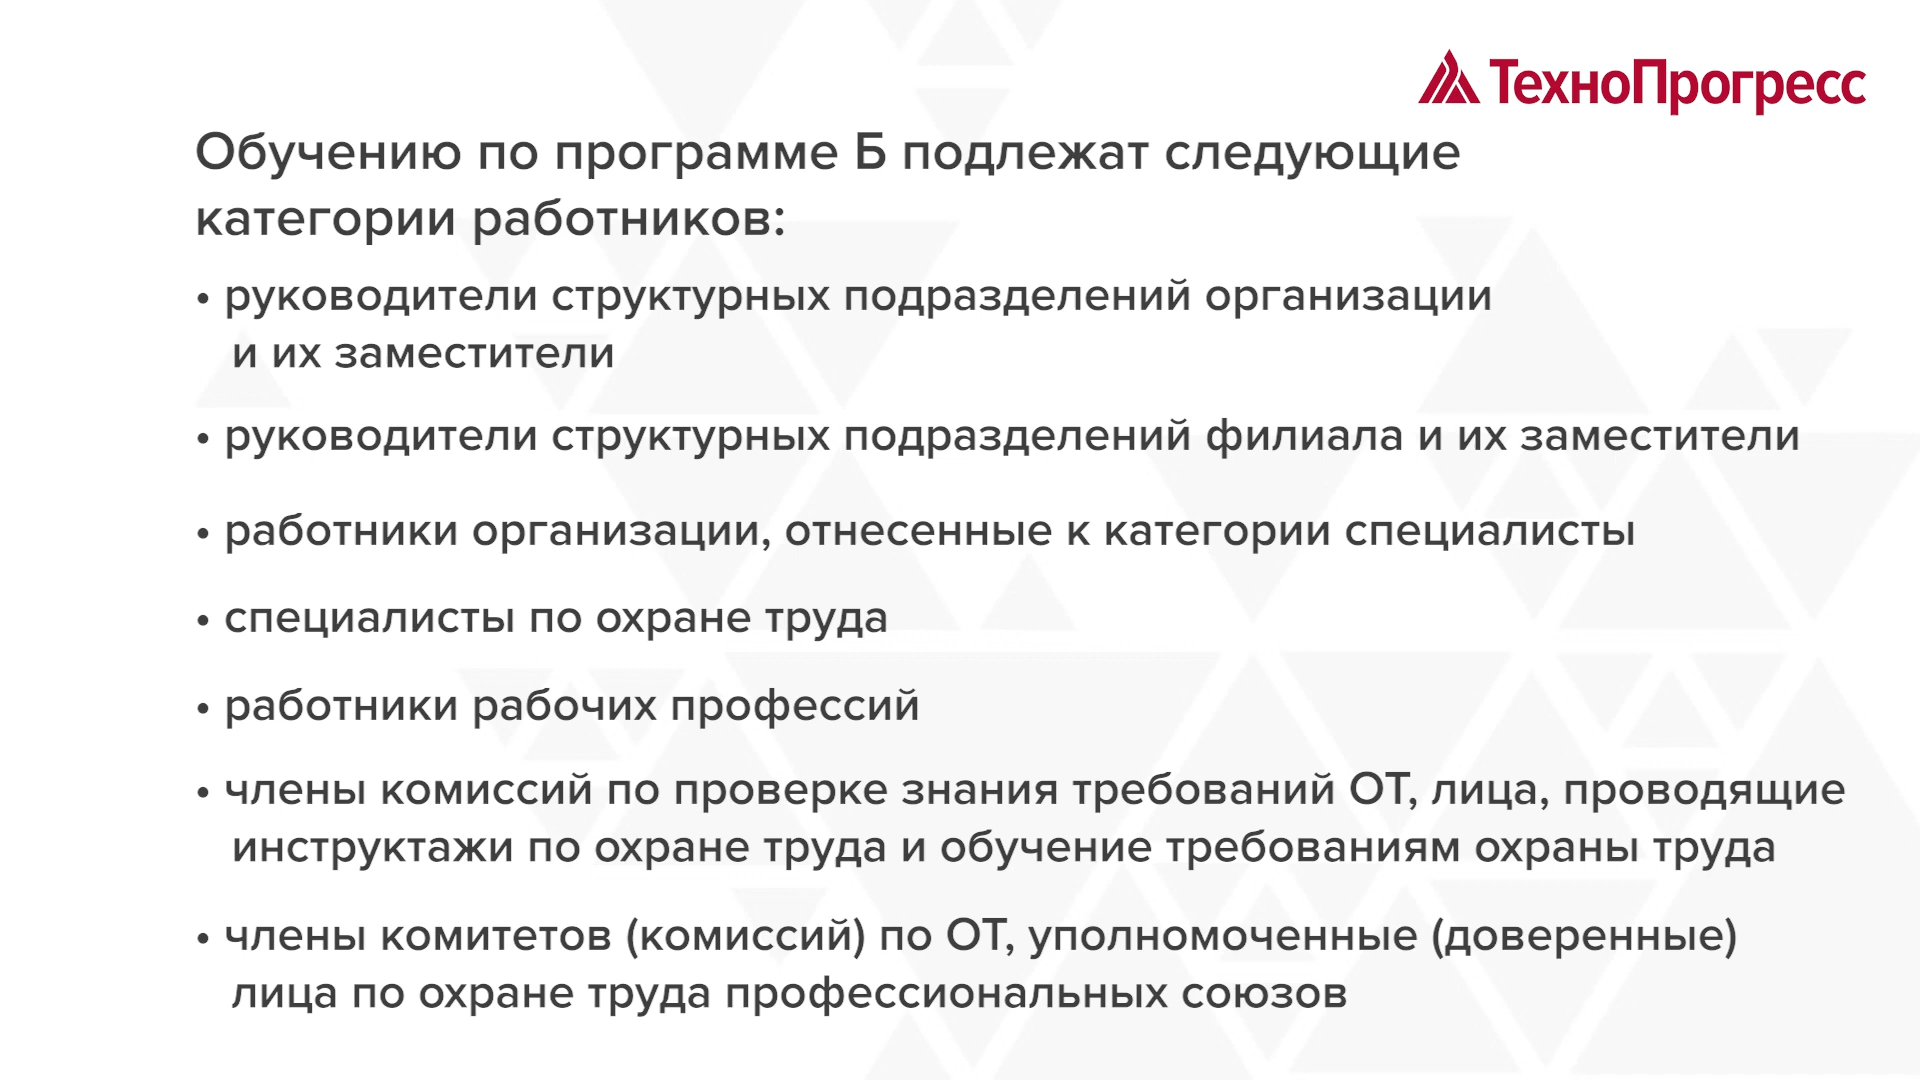 ТехноПрогресс
Обучению по программе Б подлежат следующие
категории работников:
• руководители структурных подразделений организации
и их заместители
• руководители структурных подразделений филиала и их заместители
• работники организации, отнесенные к категории специалисты
• специалисты по охране труда
• работники рабочих профессий
• члены комиссий по проверке знания требований ОТ, лица, проводящие
инструктажи по охране труда и обучение требованиям охраны труда
• члены комитетов (комиссий) по ОТ, уполномоченные (доверенные)
лица по охране труда профессиональных союзов